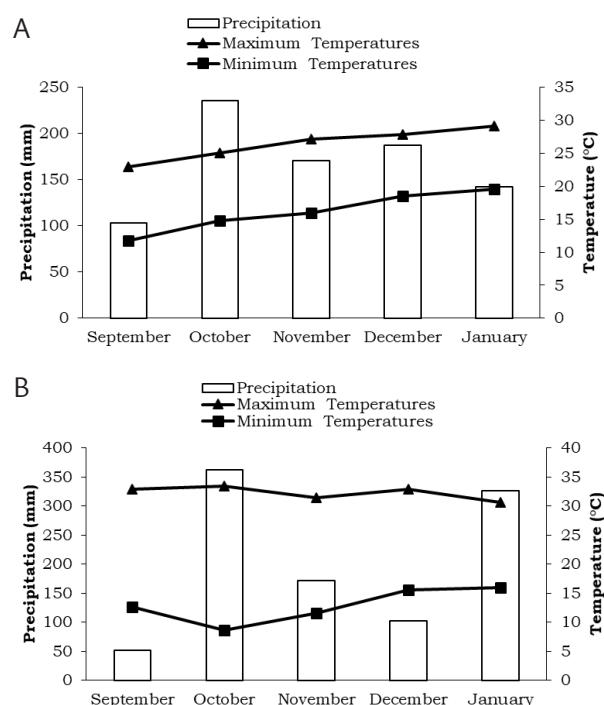 A
Precipitation
Maximum Temperatures
Minimum Temperatures
250
200
150
100
50
0
Precipitation (mm)
35
30
25
20
15
10
5
0
Temperature (°C)
September October November December January
B
Precipitation
Maximum Temperatures
Minimum Temperatures
400
350
300
250
200
150
100
50
0
Precipitation (mm)
40
35
30
25
20
15
10
5
0
Temperature (°C)
September October November December January